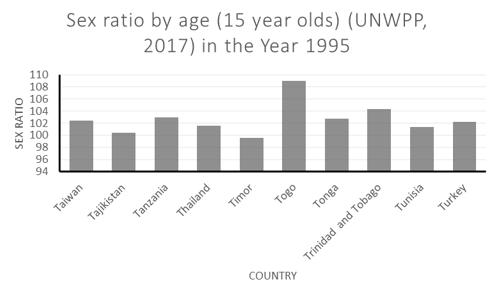 Sex ratio by age (15 year olds) (UNWPP,
2017) in the Year 1995
110
108
106
104
102
100
98
96
94
SEX RATIO
Taiwan
Tajikistan
Tanzania
Thailand
Timor
Togo
Tonga
Trinidad and Tobago
Tunisia
Turkey
COUNTRY